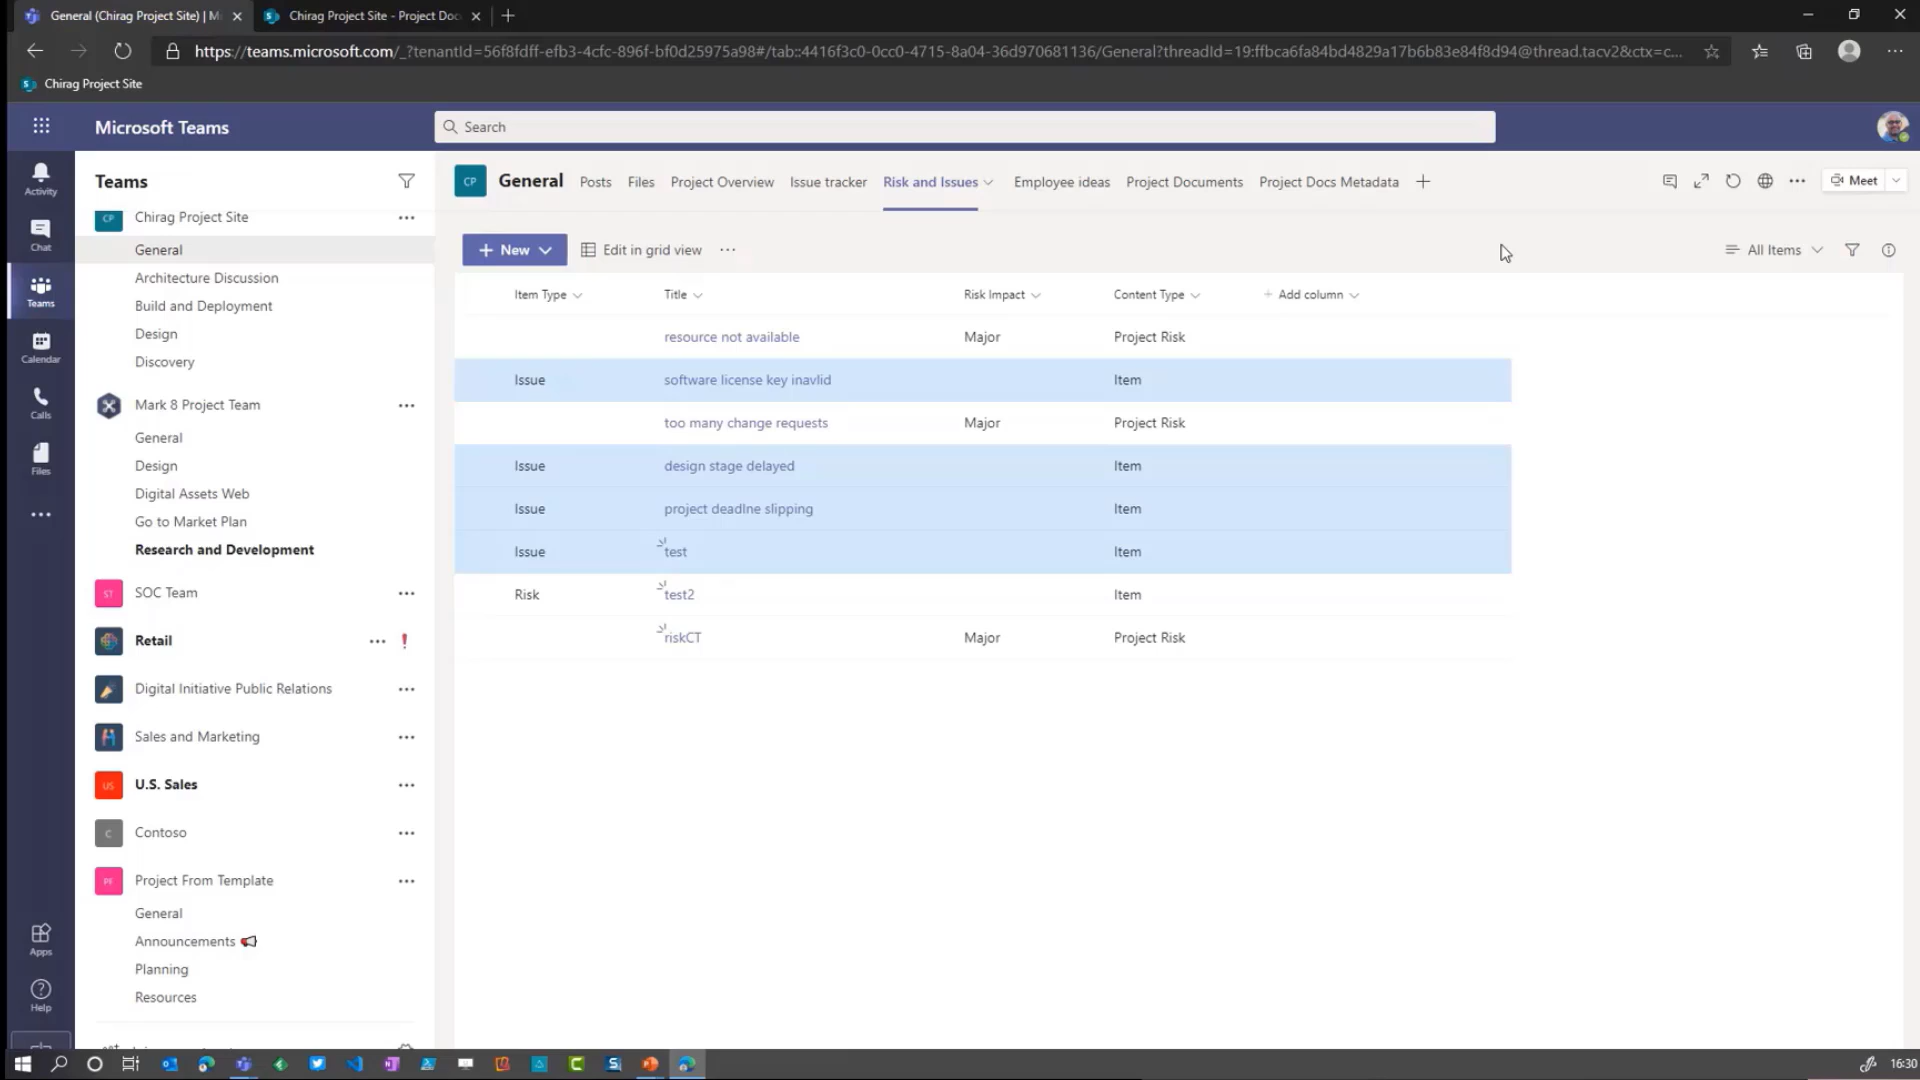 General (Chirag Project Site) | M
Chirag Project Site - Project Doc
https://teams.microsoft.com/_?tenantId=56f8fdff-efb3-4cfc-896f-bf0d25975a98#/tab::4416f3c0-0cc0-4715-8a04-36d970681136/General?threadId=19:ffbca6fa84bd4829a17b6b83e84f8d94@thread.tacv2&ctx=c...
Chirag Project Site
Microsoft Teams
Search
Activity
Chat
Teams
Calendar
Calls
Files
Apps
Help
Teams
CP Chirag Project Site
General
Architecture Discussion
Build and Deployment
Design
Discovery
Mark 8 Project Team
General
Design
Digital Assets Web
Go to Market Plan
Research and Development
ST SOC Team
Retail
Digital Initiative Public Relations
Sales and Marketing
US U.S. Sales
C Contoso
PF Project From Template
General
Announcements
Planning
Resources
CP General Posts Files Project Overview Issue tracker Risk and Issues Employee ideas Project Documents Project Docs Metadata Meet
New Edit in grid view All Items
Item Type Title Risk Impact Content Type Add column
resource not available Major Project Risk
Issue software license key inavlid Item
too many change requests Major Project Risk
Issue design stage delayed Item
Issue project deadlne slipping Item
Issue test Item
Risk test2 Item
riskCT Major Project Risk
16:30